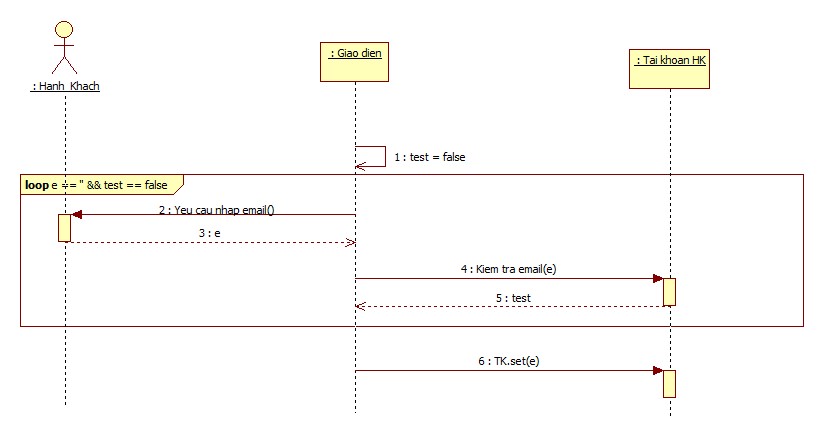 : Hanh_Khach
: Giao dien
: Tai khoan HK
1 : test = false
loop e == '' && test == false
2 : Yeu cau nhap email()
3 : e
4 : Kiem tra email(e)
5 : test
6 : TK.set(e)